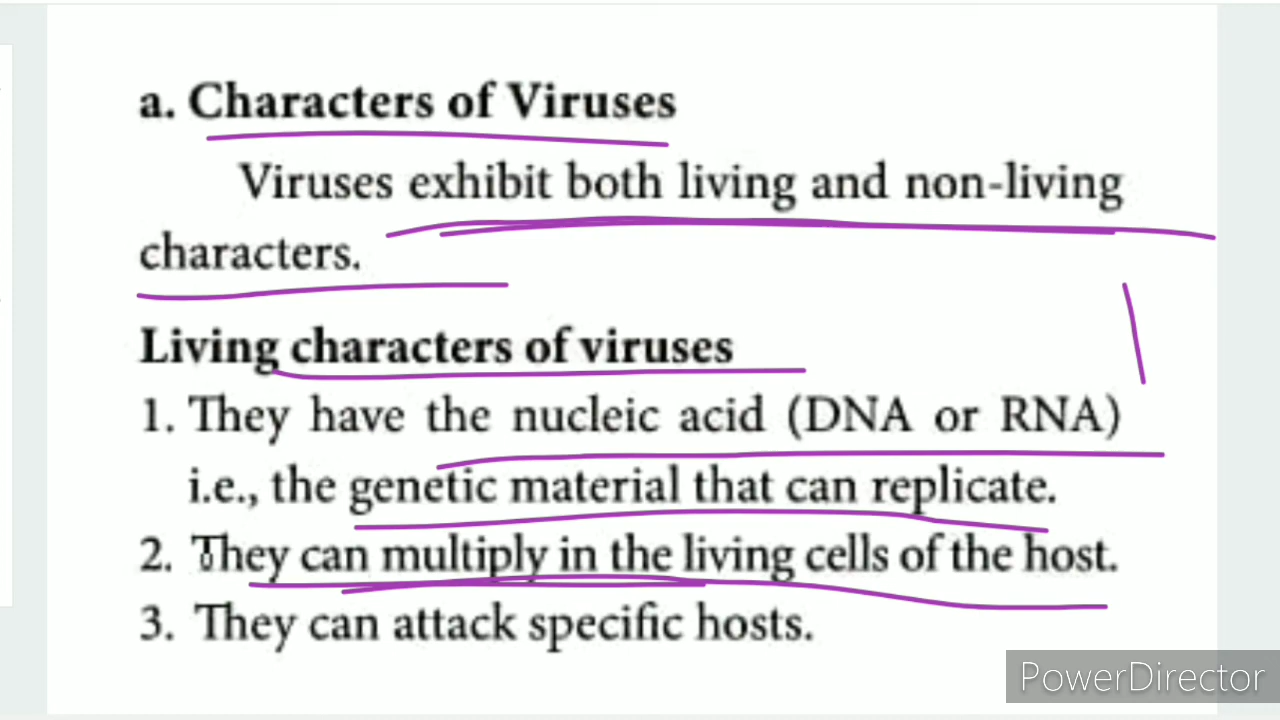 a. Characters of Viruses
Viruses exhibit both living and non-living
characters.
Living characters of viruses
1. They have the nucleic acid (DNA or RNA)
i.e., the genetic material that can replicate.
2. They can multiply in the living cells of the host.
3. They can attack specific hosts.
PowerDirector